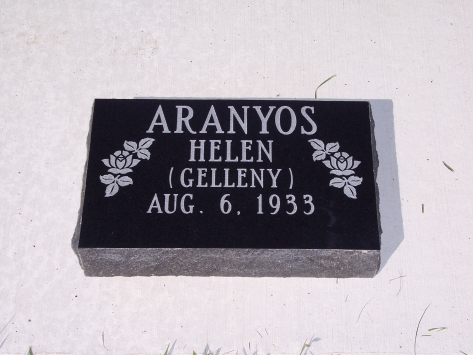 ARANYOS
HELEN
(GELLENY)
AUG. 6, 1933